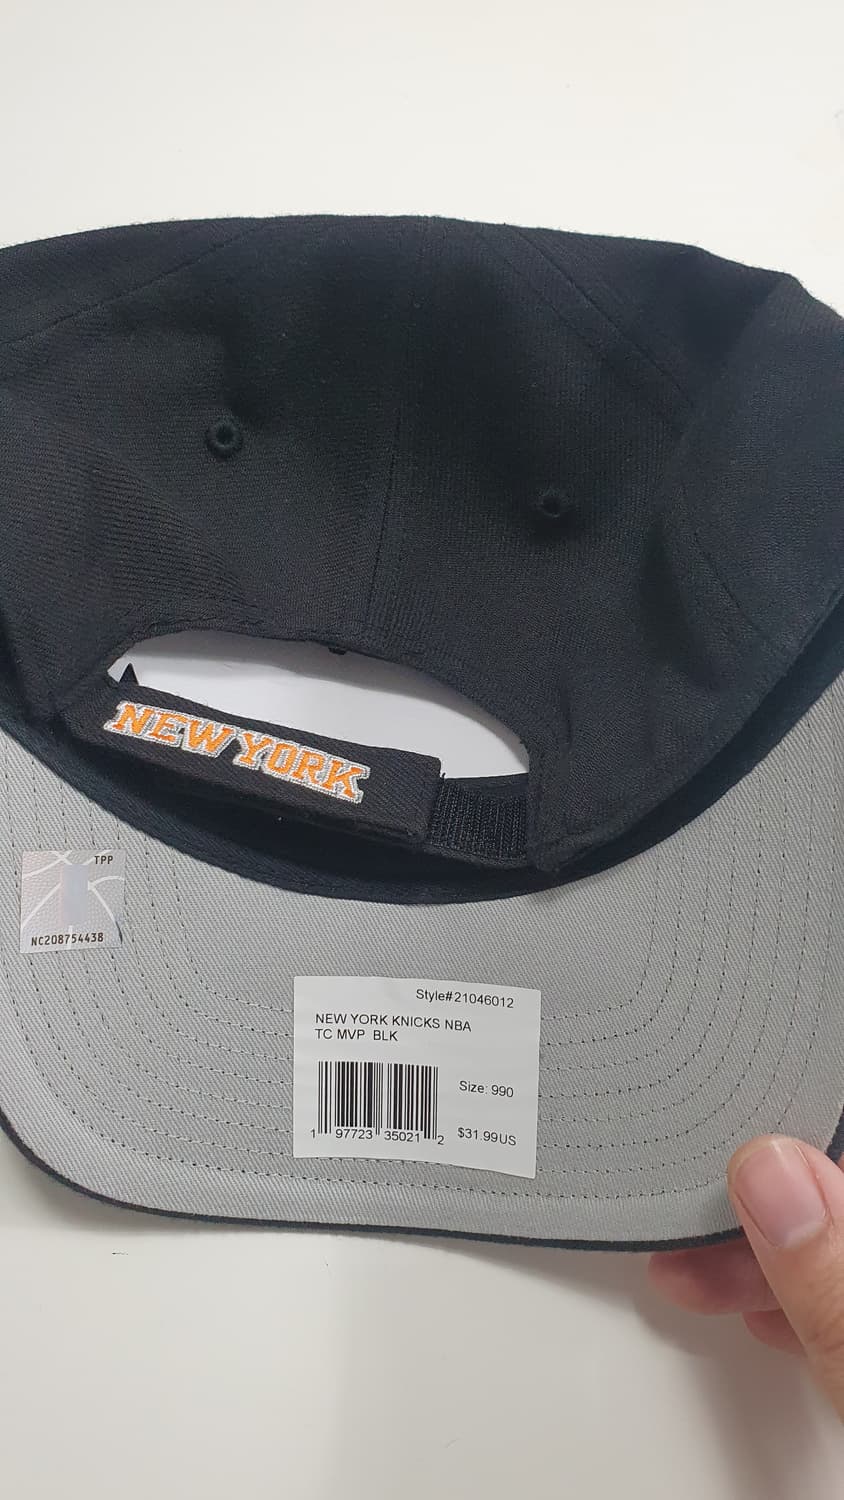 NEW YORK
TPP
NC208754438
Style#21046012
NEW YORK KNICKS NBA
TC MVP BLK
Size: 990
1 97723 35021 2
$31.99US